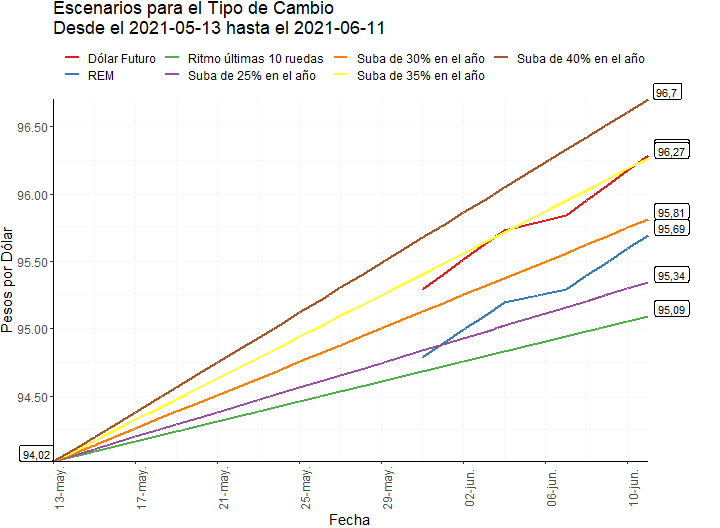 Escenarios para el Tipo de Cambio
Desde el 2021-05-13 hasta el 2021-06-11
Dólar Futuro
Ritmo últimas 10 ruedas
Suba de 30% en el año
Suba de 40% en el año
REM
Suba de 25% en el año
Suba de 35% en el año
96.50
96.00
95.50
95.00
94.50
Pesos por Dólar
96,7
96,27
95,81
95,69
95,34
95,09
94,02
13-may.
17-may.
21-may.
25-may.
29-may.
02-jun.
06-jun.
10-jun.
Fecha